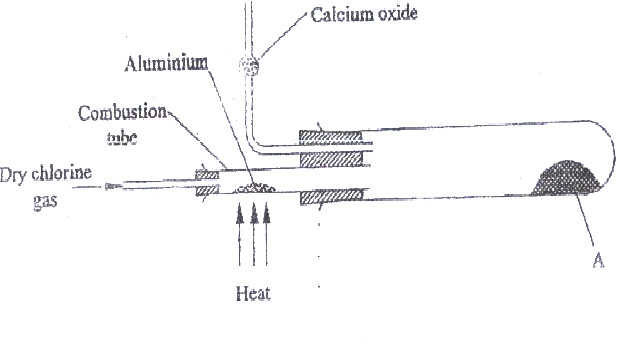 Calcium oxide
Aluminium
Combustion
tube
Dry chlorine
gas
A
Heat